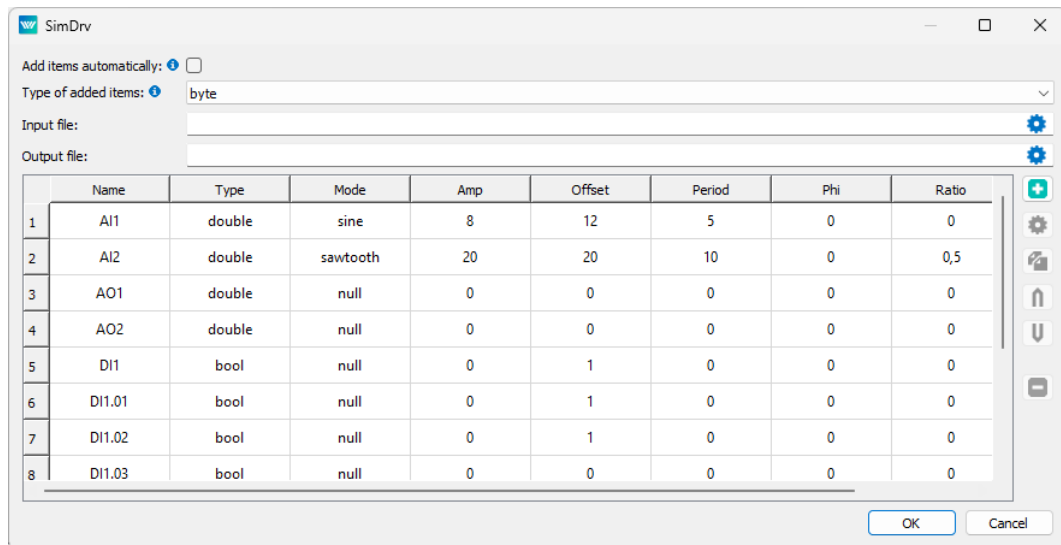 SimDrv
Add items automatically:
Type of added items: byte
Input file:
Output file:
Name Type Mode Amp Offset Period Phi Ratio
1 AI1 double sine 8 12 5 0 0
2 AI2 double sawtooth 20 20 10 0 0,5
3 AO1 double null 0 0 0 0 0
4 AO2 double null 0 0 0 0 0
5 DI1 bool null 0 1 0 0 0
6 DI1.01 bool null 0 1 0 0 0
7 DI1.02 bool null 0 1 0 0 0
8 DI1.03 bool null 0 0 0 0 0
OK Cancel